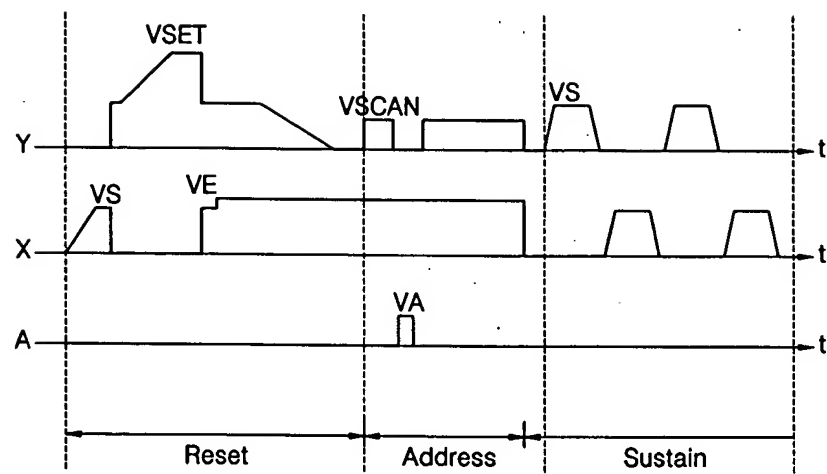 VSET
VSCAN
VS
Y
t
VS
VE
X
t
VA
A
t
Reset
Address
Sustain